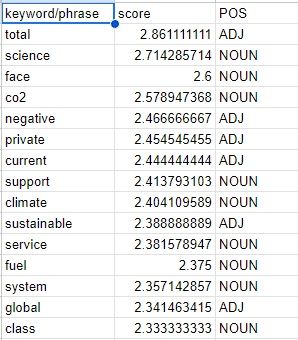 keyword/phrase score POS
total 2.861111111 ADJ
science 2.714285714 NOUN
face 2.6 NOUN
co2 2.578947368 NOUN
negative 2.466666667 ADJ
private 2.454545455 ADJ
current 2.444444444 ADJ
support 2.413793103 NOUN
climate 2.404109589 NOUN
sustainable 2.388888889 ADJ
service 2.381578947 NOUN
fuel 2.375 NOUN
system 2.357142857 NOUN
global 2.341463415 ADJ
class 2.333333333 NOUN